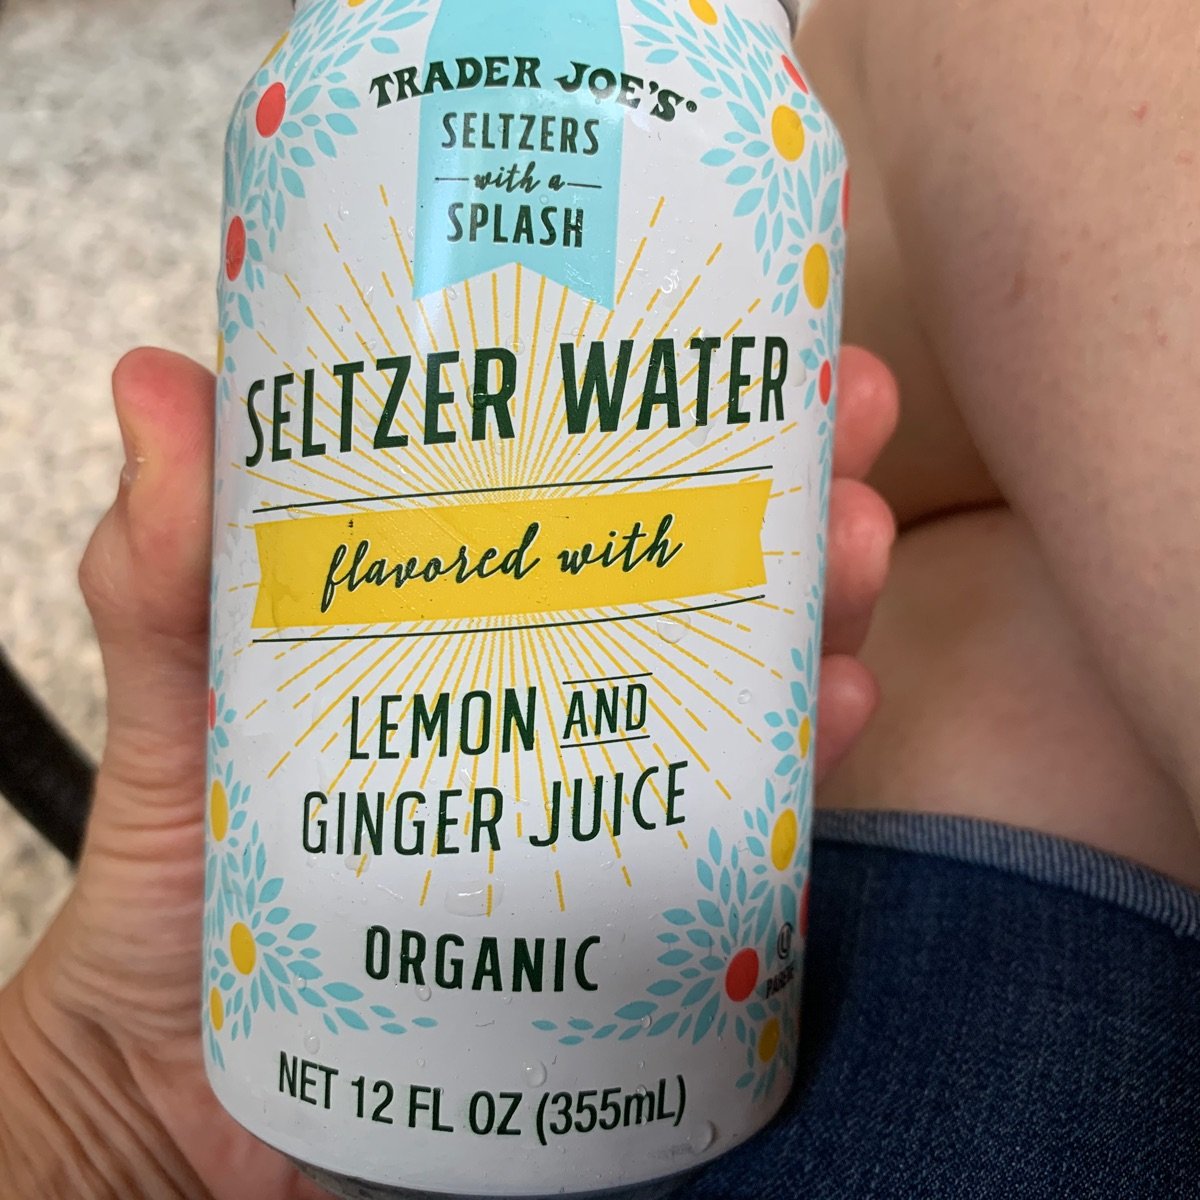 TRADER JOE'S®
SELTZERS
with a
SPLASH
SELTZER WATER
flavored with
LEMON AND
GINGER JUICE
ORGANIC
U
PAREVE
NET 12 FL OZ (355mL)